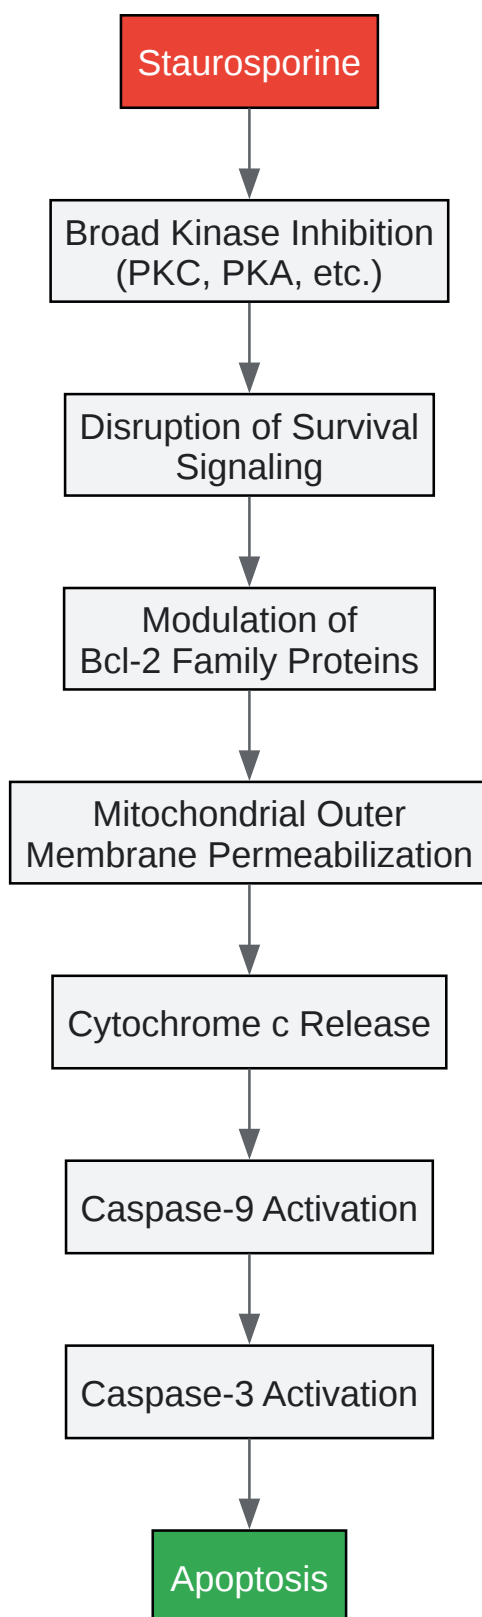 Staurosporine
Broad Kinase Inhibition
(PKC, PKA, etc.)
Disruption of Survival
Signaling
Modulation of
Bcl-2 Family Proteins
Mitochondrial Outer
Membrane Permeabilization
Cytochrome c Release
Caspase-9 Activation
Caspase-3 Activation
Apoptosis